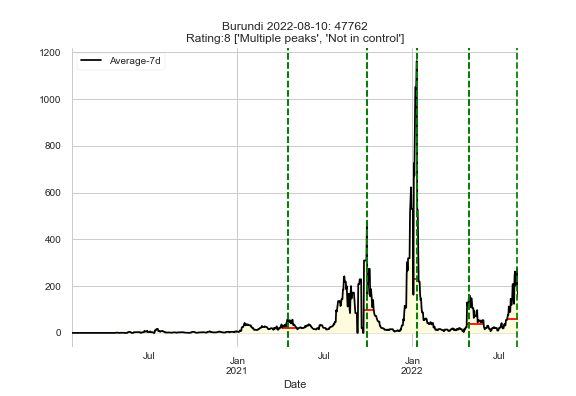 Burundi 2022-08-10: 47762
Rating:8 ['Multiple peaks', 'Not in control']
1200
Average-7d
1000
800
600
400
200
0
Jul
Jan
2021
Jul
Jan
2022
Jul
Date